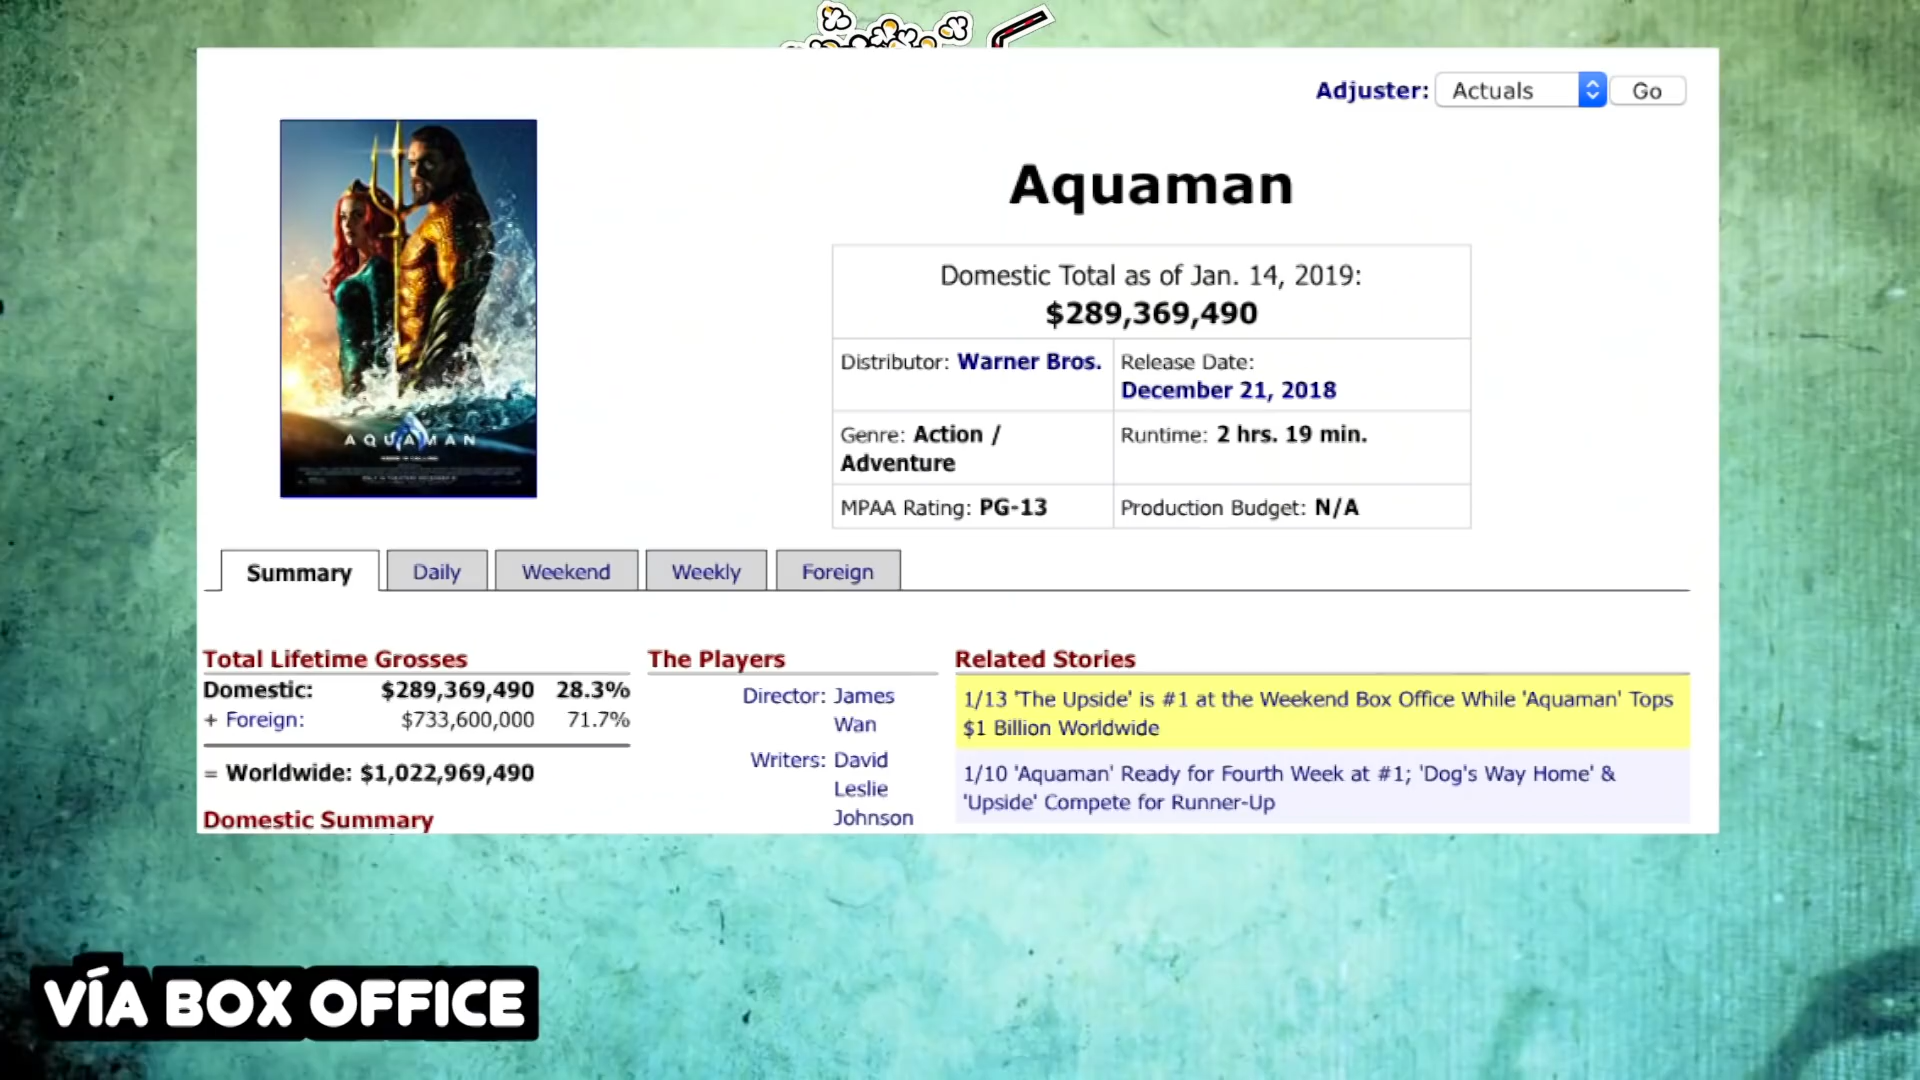 Adjuster: Actuals Go
AQUAMAN
Aquaman
Domestic Total as of Jan. 14, 2019:
$289,369,490
Distributor: Warner Bros.
Release Date:
December 21, 2018
Genre: Action /
Adventure
Runtime: 2 hrs. 19 min.
MPAA Rating: PG-13
Production Budget: N/A
Summary Daily Weekend Weekly Foreign
Total Lifetime Grosses
Domestic: $289,369,490 28.3%
+ Foreign: $733,600,000 71.7%
= Worldwide: $1,022,969,490
Domestic Summary
The Players
Director: James
Wan
Writers: David
Leslie
Johnson
Related Stories
1/13 'The Upside' is #1 at the Weekend Box Office While 'Aquaman' Tops
$1 Billion Worldwide
1/10 'Aquaman' Ready for Fourth Week at #1; 'Dog's Way Home' &
'Upside' Compete for Runner-Up
VÍA BOX OFFICE